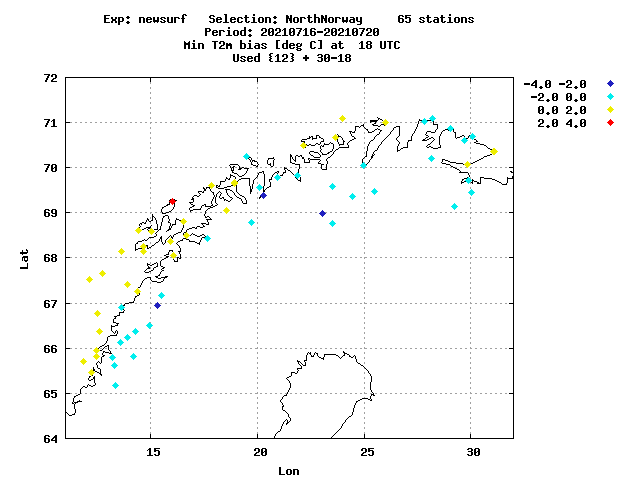 Exp: newsurf Selection: NorthNorway 65 stations
Period: 20210716-20210720
Min T2m bias [deg C] at 18 UTC
Used {12} + 30-18
-4.0 -2.0
-2.0 0.0
0.0 2.0
2.0 4.0
72
71
70
69
68
67
66
65
64
Lat
15 20 25 30
Lon